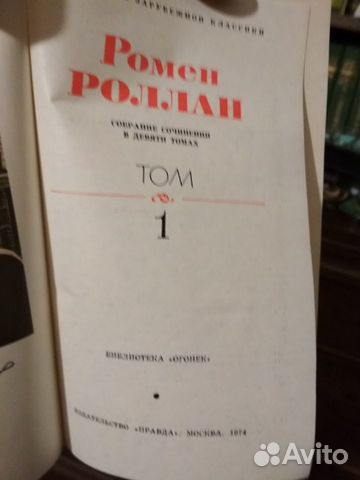 ЗАРУБЕЖНОЙ КЛАССИКИ
Ромен
РОЛЛАН
СОБРАНИЕ СОЧИНЕНИЙ
В ДЕВЯТИ ТОМАХ
ТОМ
1
БИБЛИОТЕКА «ОГОНЕК»
ИЗДАТЕЛЬСТВО «ПРАВДА». МОСКВА. 1974
Avito